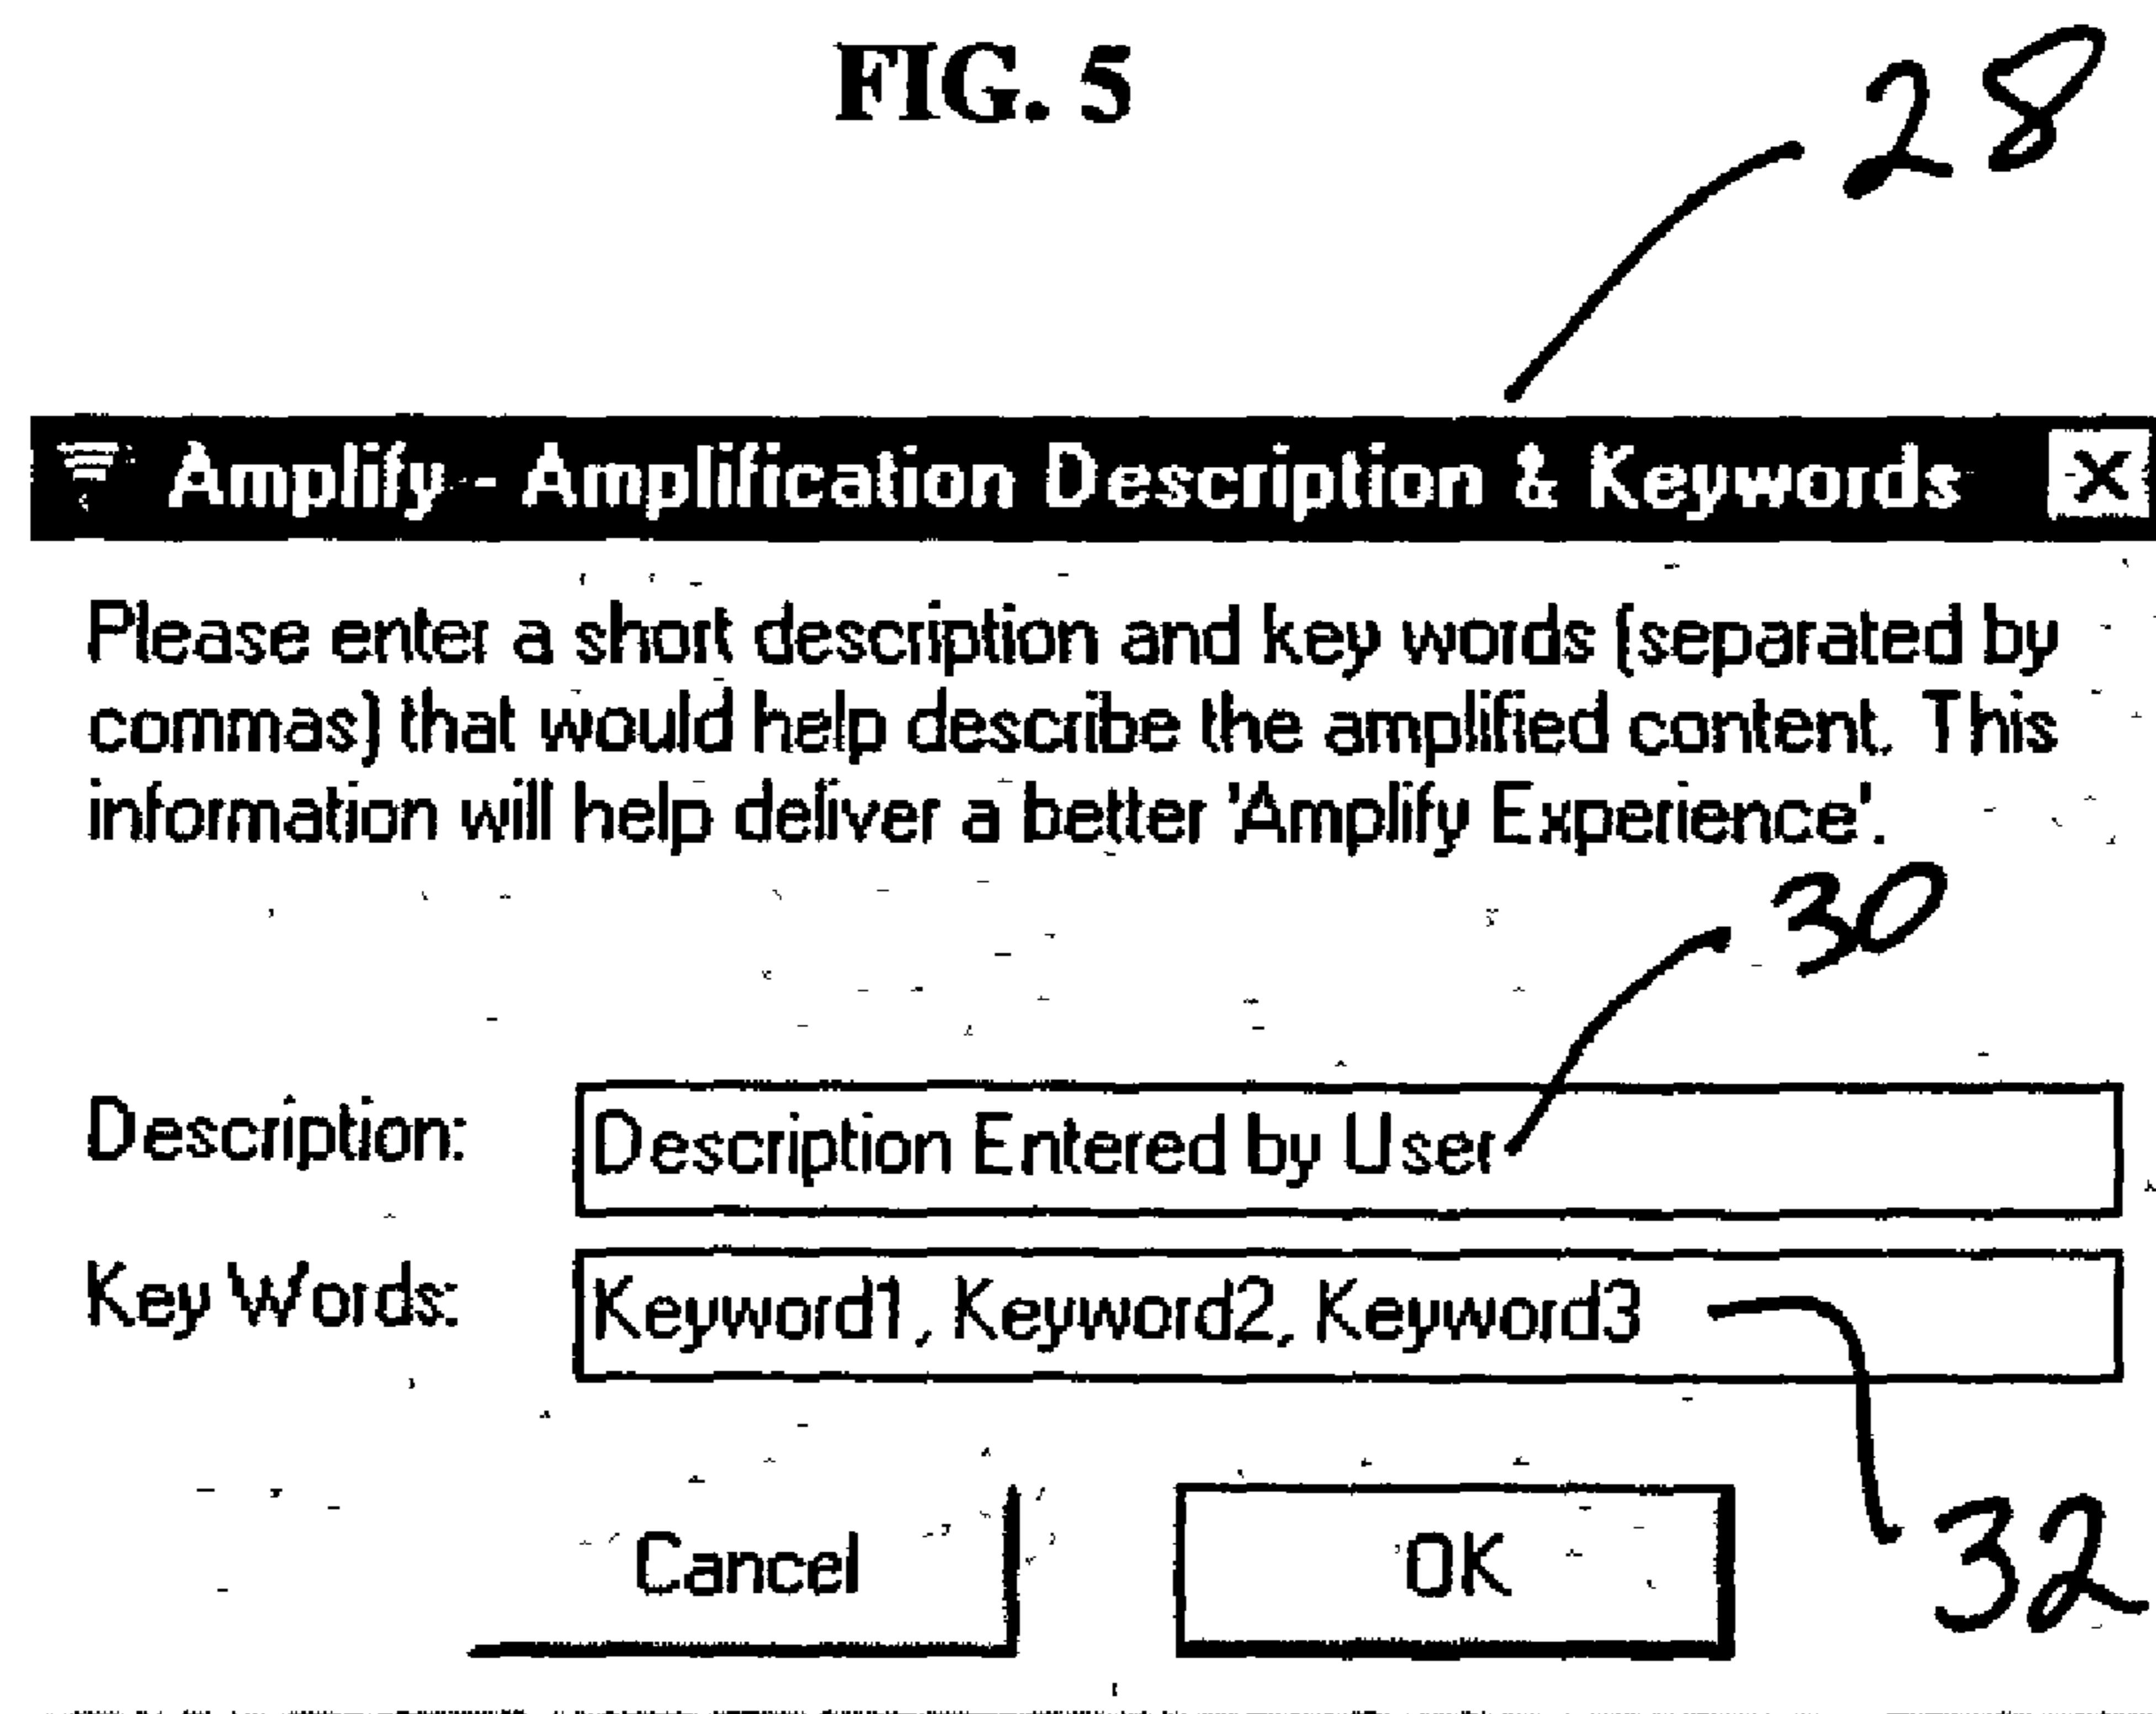 FIG. 5
28
Amplify - Amplification Description & Keywords X
Please enter a short description and key words (separated by
commas) that would help describe the amplified content. This
information will help deliver a better 'Amplify Experience'.
30
Description: Description Entered by User
Key Words: Keyword1, Keyword2, Keyword3
Cancel OK
32